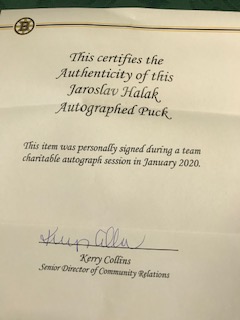 B
This certifies the
Authenticity of this
Jaroslav Halak
Autographed Puck
This item was personally signed during a team
charitable autograph session in January 2020.
Kerry Collins
Senior Director of Community Relations